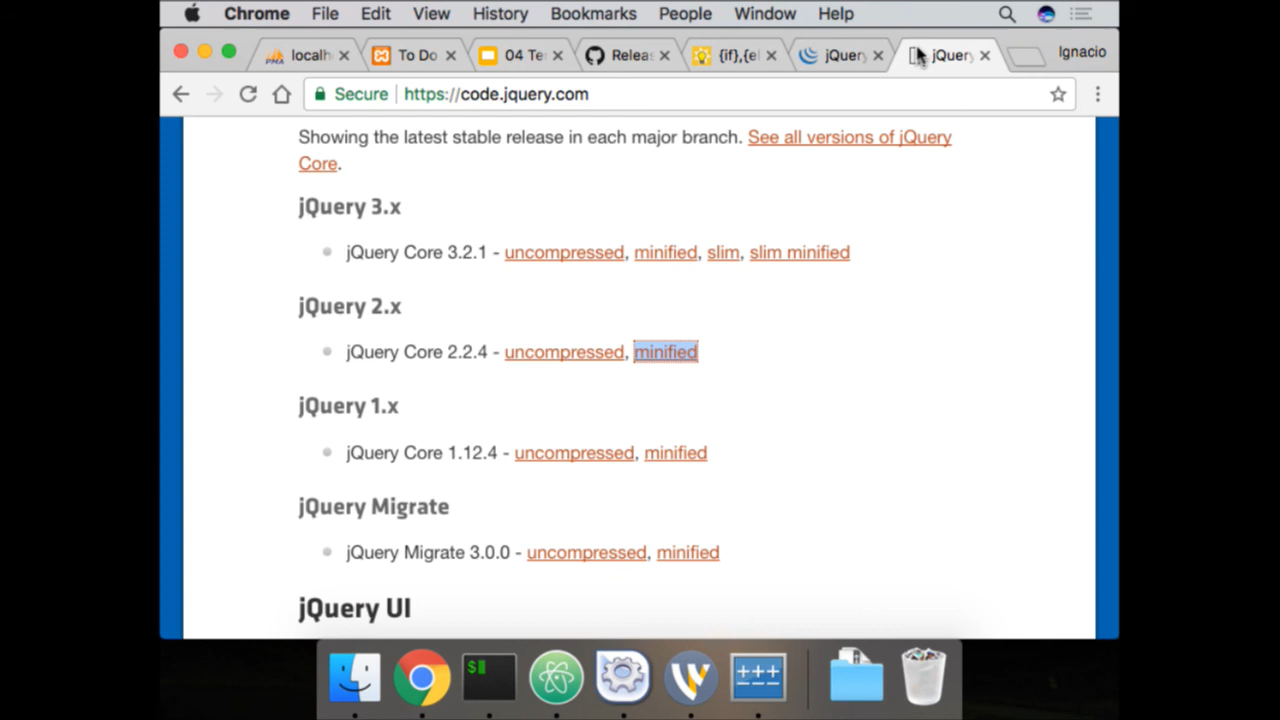 Chrome File Edit View History Bookmarks People Window Help
localh To Do 04 Te Relea {if},{el jQuery jQuery Ignacio
Secure https://code.jquery.com
Showing the latest stable release in each major branch. See all versions of jQuery
Core.
jQuery 3.x
jQuery Core 3.2.1 - uncompressed, minified, slim, slim minified
jQuery 2.x
jQuery Core 2.2.4 - uncompressed, minified
jQuery 1.x
jQuery Core 1.12.4 - uncompressed, minified
jQuery Migrate
jQuery Migrate 3.0.0 - uncompressed, minified
jQuery UI
$
+++